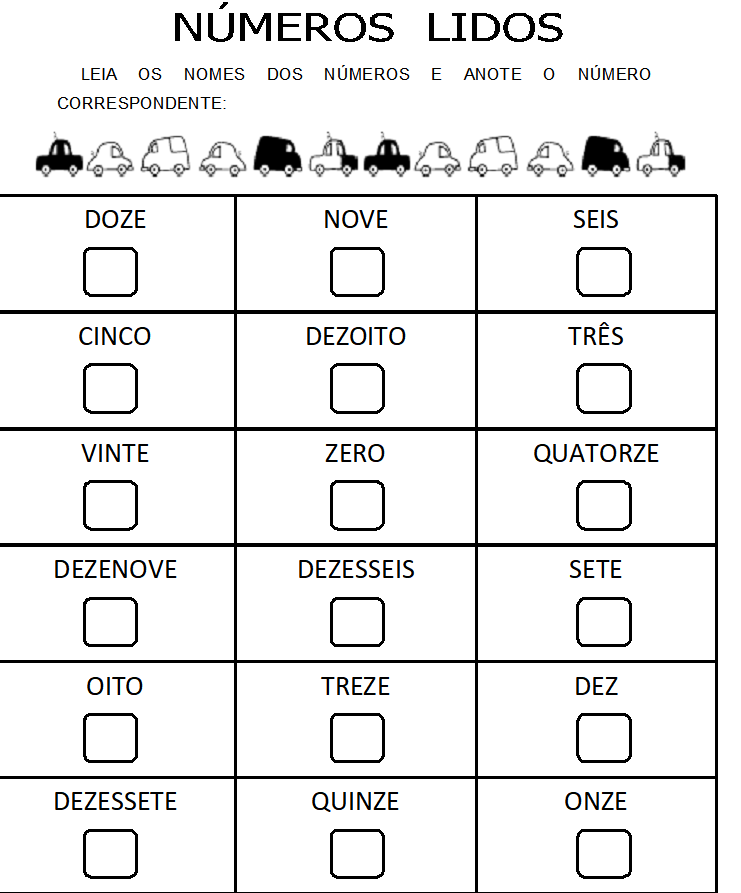 NÚMEROS LIDOS
LEIA OS NOMES DOS NÚMEROS E ANOTE O NÚMERO
CORRESPONDENTE:
DOZE NOVE SEIS
CINCO DEZOITO TRÊS
VINTE ZERO QUATORZE
DEZENOVE DEZESSEIS SETE
OITO TREZE DEZ
DEZESSETE QUINZE ONZE